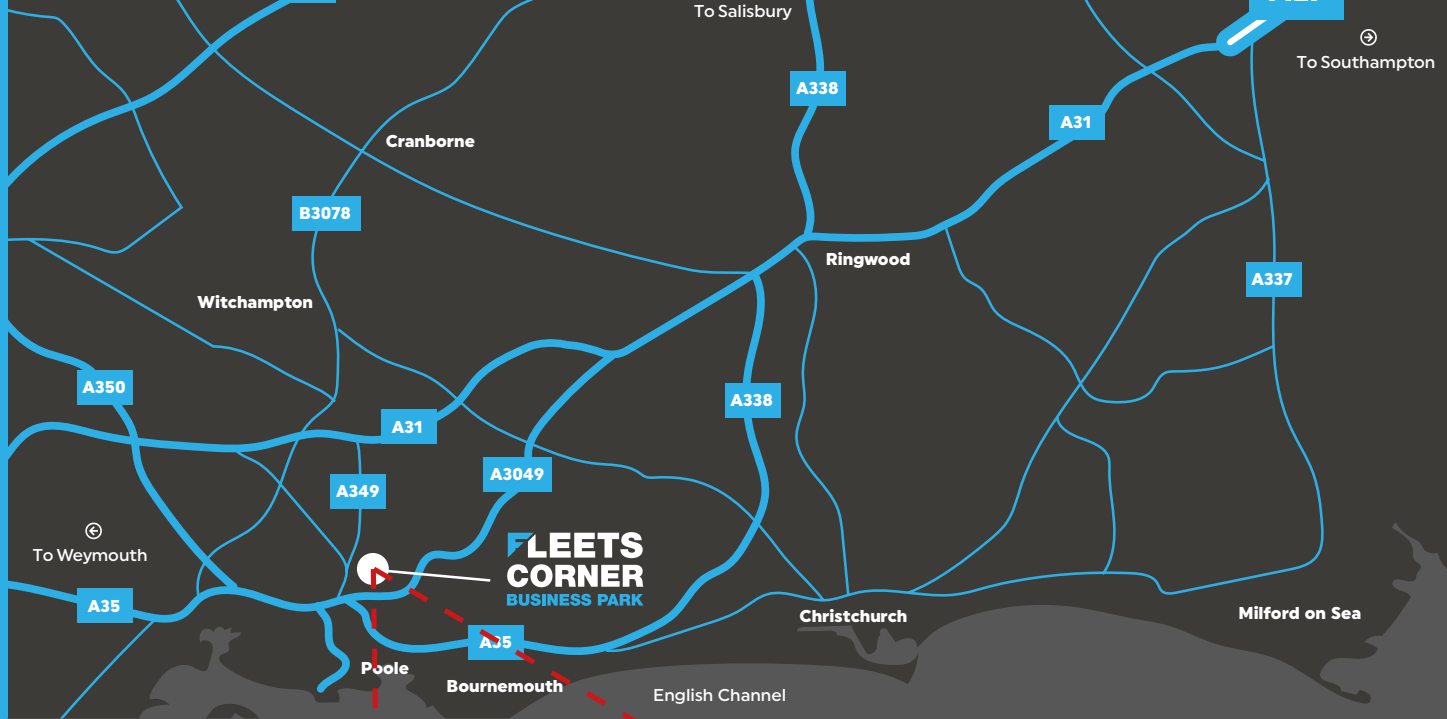 To Salisbury
To Southampton
A338
A31
Cranborne
B3078
Ringwood
A337
Witchampton
A350
A338
A31
A3049
A349
To Weymouth
FLEETS
CORNER
BUSINESS PARK
A35
Christchurch
Milford on Sea
A35
Poole
Bournemouth
English Channel